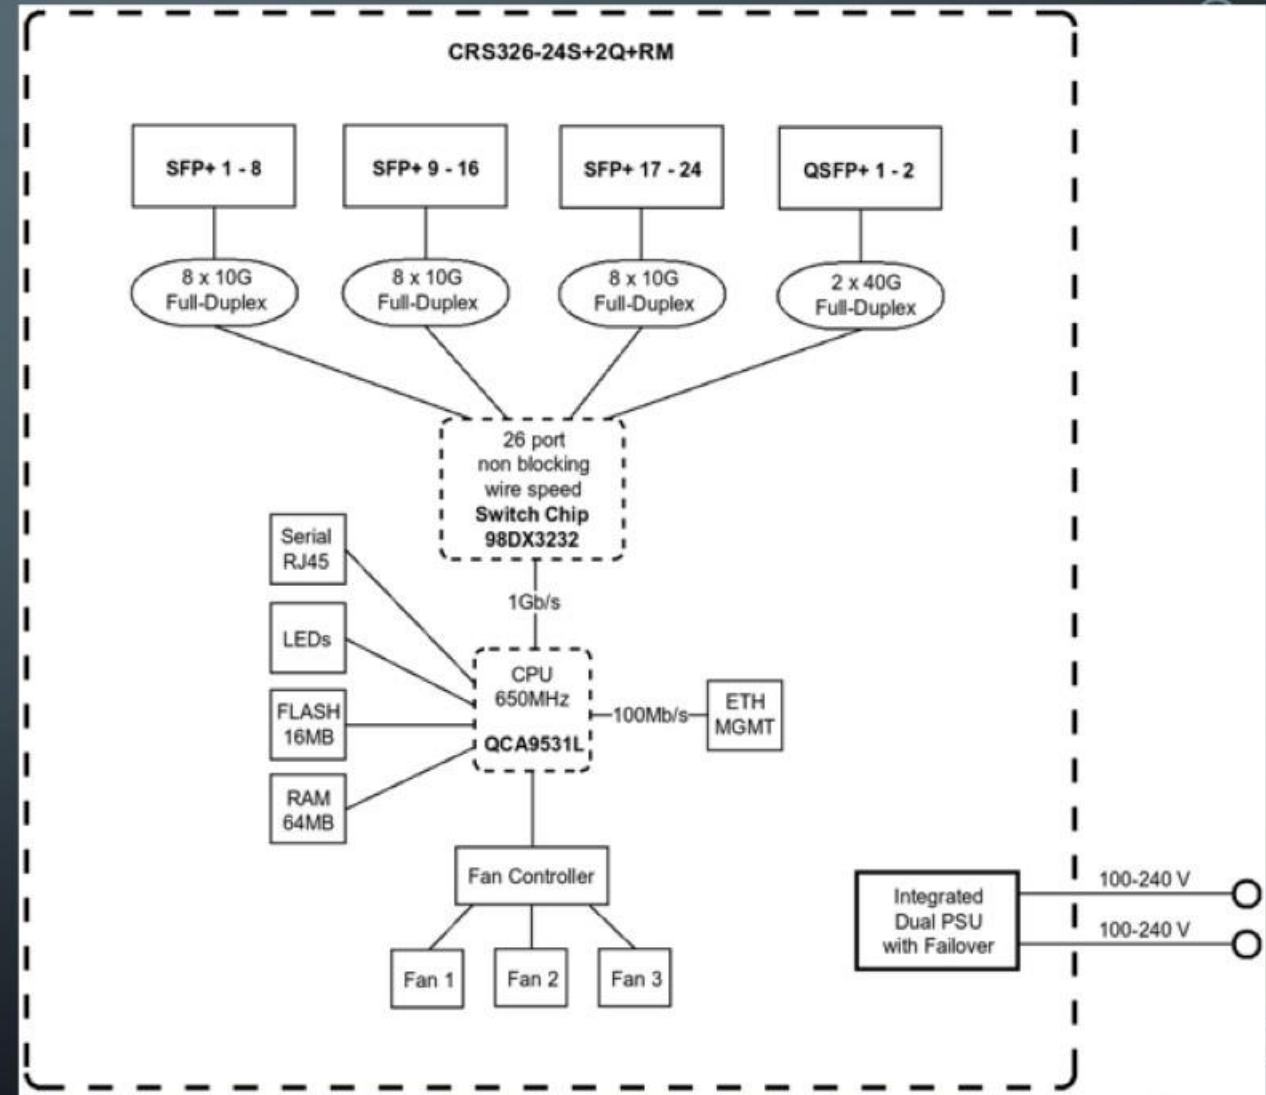 CRS326-24S+2Q+RM
SFP+ 1 - 8
SFP+ 9 - 16
SFP+ 17 - 24
QSFP+ 1 - 2
8 x 10G
Full-Duplex
8 x 10G
Full-Duplex
8 x 10G
Full-Duplex
2 x 40G
Full-Duplex
26 port
non blocking
wire speed
Switch Chip
98DX3232
Serial
RJ45
1Gb/s
LEDs
CPU
650MHz
QCA9531L
100Mb/s
ETH
MGMT
FLASH
16MB
RAM
64MB
Fan Controller
Fan 1
Fan 2
Fan 3
Integrated
Dual PSU
with Failover
100-240 V
100-240 V